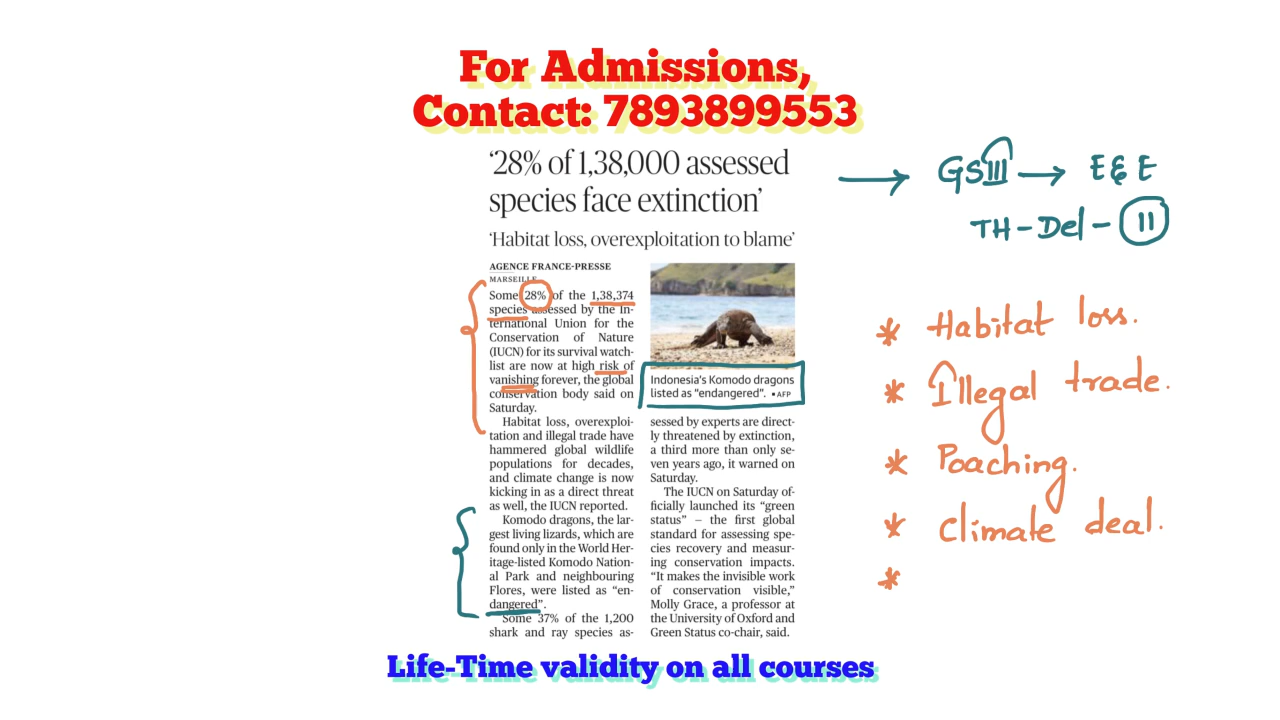 For Admissions,
Contact: 7893899553
‘28% of 1,38,000 assessed
species face extinction’
‘Habitat loss, overexploitation to blame’
AGENCE FRANCE-PRESSE
MARSEILLE
Some 28% of the 1,38,374
species assessed by the In-
ternational Union for the
Conservation of Nature
(IUCN) for its survival watch-
list are now at high risk of
vanishing forever, the global
conservation body said on
Saturday.
Habitat loss, overexploi-
tation and illegal trade have
hammered global wildlife
populations for decades,
and climate change is now
kicking in as a direct threat
as well, the IUCN reported.
Komodo dragons, the lar-
gest living lizards, which are
found only in the World Her-
itage-listed Komodo Nation-
al Park and neighbouring
Flores, were listed as “en-
dangered”.
Some 37% of the 1,200
shark and ray species as-
Indonesia's Komodo dragons
listed as "endangered". ▪AFP
sessed by experts are direct-
ly threatened by extinction,
a third more than only se-
ven years ago, it warned on
Saturday.
The IUCN on Saturday of-
ficially launched its “green
status” – the first global
standard for assessing spe-
cies recovery and measur-
ing conservation impacts.
“It makes the invisible work
of conservation visible,”
Molly Grace, a professor at
the University of Oxford and
Green Status co-chair, said.
→ GSIII → E & E
TH-Del-11
* Habitat loss.
* Illegal trade.
* Poaching.
* Climate deal.
*
Life-Time validity on all courses